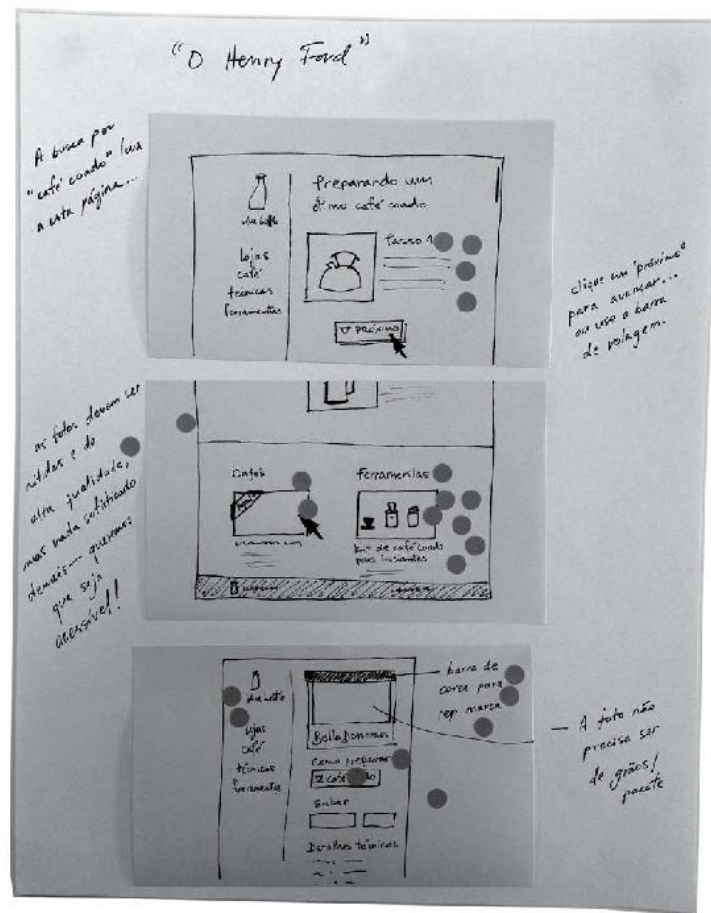 "O Henry Ford"
A busca por
"café coado" leva
a esta página...
lojas
café
técnicas
ferramentas
Preparando um
ótimo café coado
Passo 1
próximo
clique em "próximo"
para avançar...
ou use a barra
de rolagem.
as fotos devem ser
nítidas e de
alta qualidade,
mas nada sofisticado
demais — queremos
que seja
acessível!
Cafés
Ferramentas
Kit de café coado
para iniciantes
lojas
café
técnicas
ferramentas
Bella Donovan
Como preparar
café
Sabor
Detalhes técnicos
barra de
cores para
rep marca
A foto não
precisa ser
de grãos/
pacote